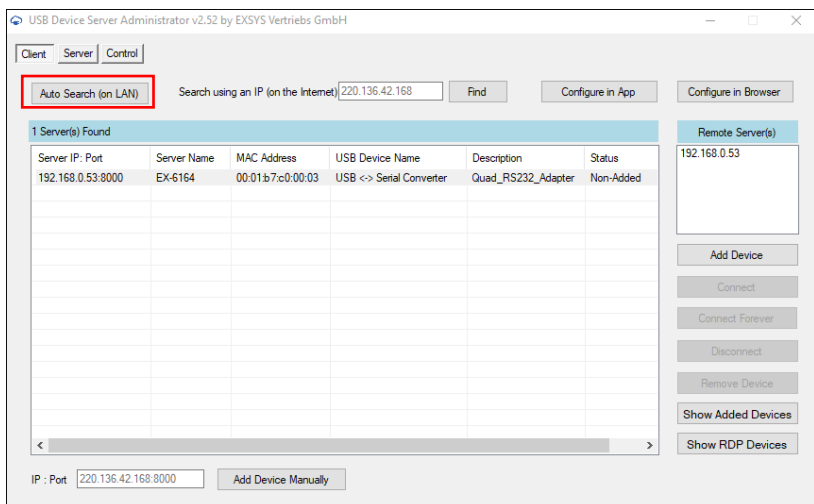 USB Device Server Administrator v2.52 by EXSYS Vertriebs GmbH
Client Server Control
Auto Search (on LAN) Search using an IP (on the Internet) 220.136.42.168 Find Configure in App Configure in Browser
1 Server(s) Found Remote Server(s)
Server IP: Port Server Name MAC Address USB Device Name Description Status
192.168.0.53
192.168.0.53:8000 EX-6164 00:01:b7:c0:00:03 USB <-> Serial Converter Quad_RS232_Adapter Non-Added
Add Device
Connect
Connect Forever
Disconnect
Remove Device
Show Added Devices
Show RDP Devices
IP : Port 220.136.42.168:8000 Add Device Manually